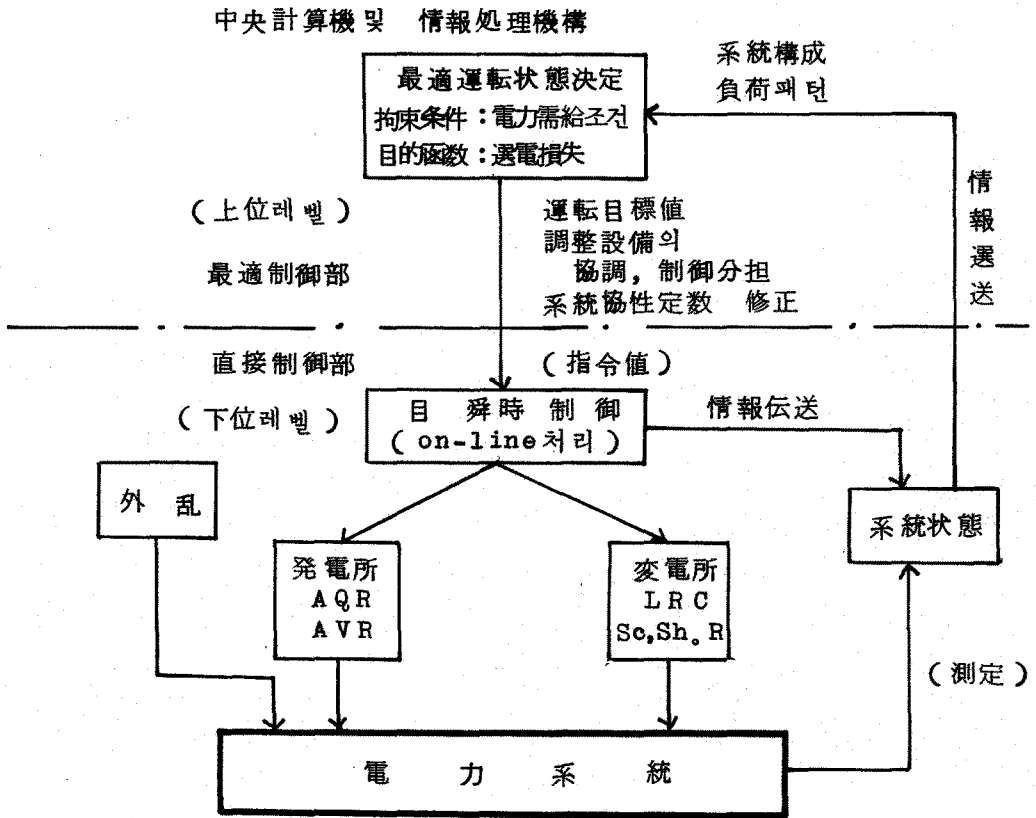 中央計算機및 情報処理機構
最適運転状態決定
拘束条件：電力需給조건
目的函数：選電損失
系統構成
負荷패턴
(上位레벨)
最適制御部
運転目標値
調整設備의
協調, 制御分担
系統協性定数 修正
情報選送
直接制御部
(下位레벨)
(指令値)
目 舜時制御
(on-line처리)
情報伝送
外乱
発電所
AQR
AVR
変電所
LRC
Sc,Sh。R
系統状態
(測定)
電力系統